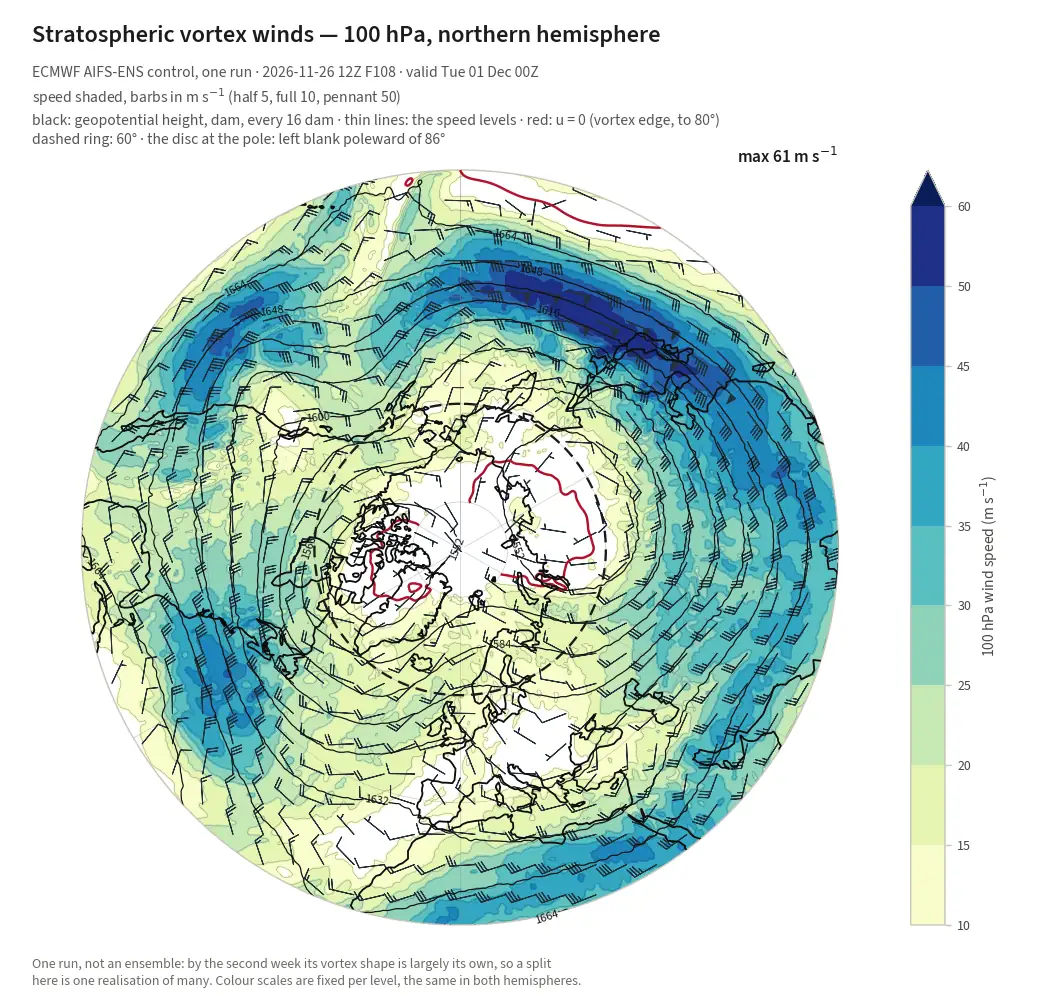 Stratospheric vortex winds — 100 hPa, northern hemisphere
ECMWF AIFS-ENS control, one run · 2026-11-26 12Z F108 · valid Tue 01 Dec 00Z
speed shaded, barbs in m s⁻¹ (half 5, full 10, pennant 50)
black: geopotential height, dam, every 16 dam · thin lines: the speed levels · red: u = 0 (vortex edge, to 80°)
dashed ring: 60° · the disc at the pole: left blank poleward of 86°
max 61 m s⁻¹
60
50
45
40
35
30
25
20
15
10
100 hPa wind speed (m s⁻¹)
1664
1648
1616
1664
1648
1600
1552
1584
1632
1664
One run, not an ensemble: by the second week its vortex shape is largely its own, so a split
here is one realisation of many. Colour scales are fixed per level, the same in both hemispheres.